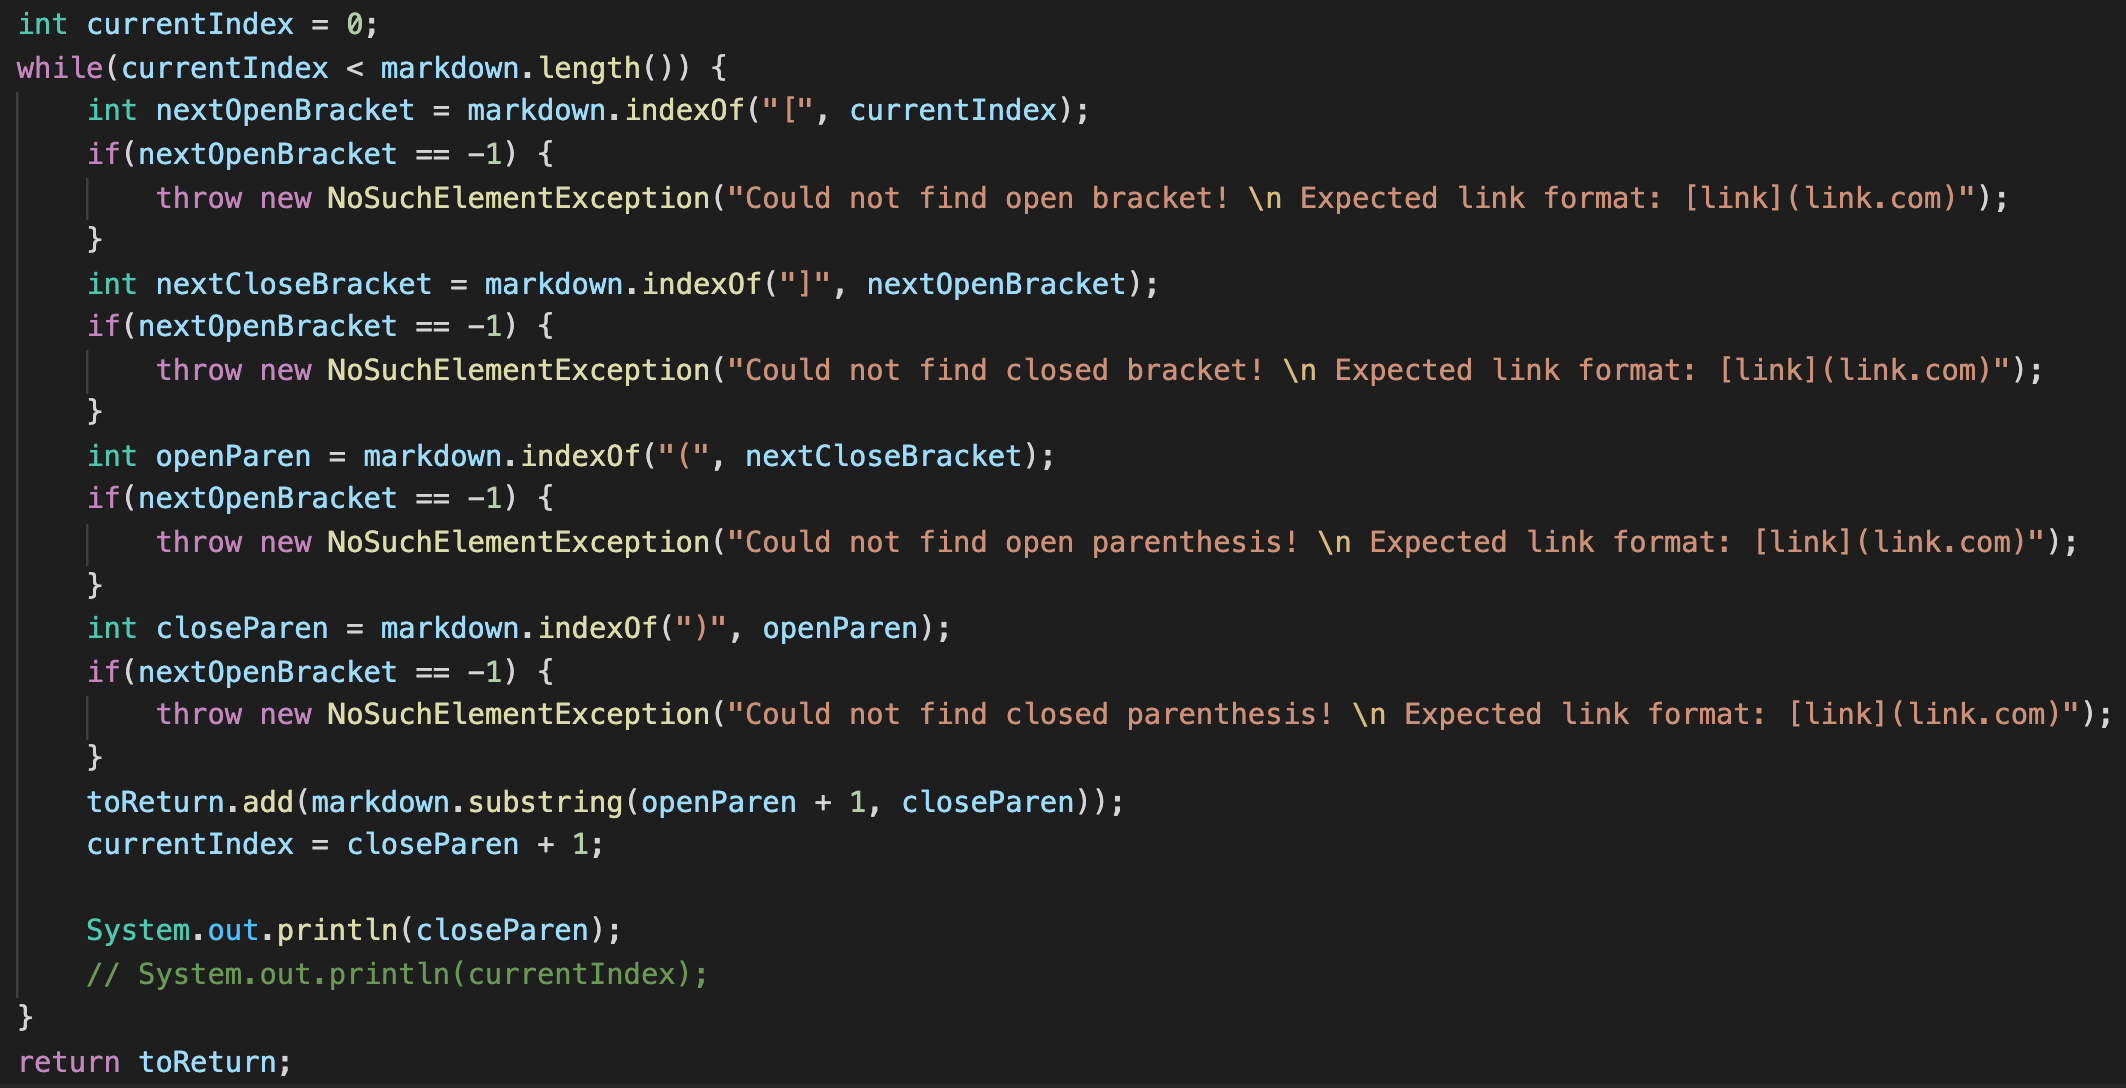 int currentIndex = 0;
while(currentIndex < markdown.length()) {
    int nextOpenBracket = markdown.indexOf("[", currentIndex);
    if(nextOpenBracket == -1) {
        throw new NoSuchElementException("Could not find open bracket! \n Expected link format: [link](link.com)");
    }
    int nextCloseBracket = markdown.indexOf("]", nextOpenBracket);
    if(nextOpenBracket == -1) {
        throw new NoSuchElementException("Could not find closed bracket! \n Expected link format: [link](link.com)");
    }
    int openParen = markdown.indexOf("(", nextCloseBracket);
    if(nextOpenBracket == -1) {
        throw new NoSuchElementException("Could not find open parenthesis! \n Expected link format: [link](link.com)");
    }
    int closeParen = markdown.indexOf(")", openParen);
    if(nextOpenBracket == -1) {
        throw new NoSuchElementException("Could not find closed parenthesis! \n Expected link format: [link](link.com)");
    }
    toReturn.add(markdown.substring(openParen + 1, closeParen));
    currentIndex = closeParen + 1;

    System.out.println(closeParen);
    // System.out.println(currentIndex);
}
return toReturn;